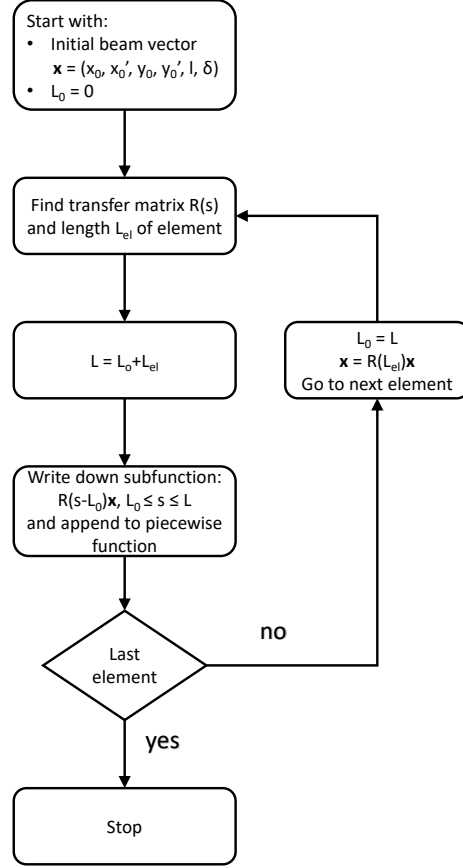 Start with:
• Initial beam vector
x = (x₀, x₀’, y₀, y₀’, l, δ)
• L₀ = 0
Find transfer matrix R(s)
and length Lₑₗ of element
L = Lₒ+Lₑₗ
L₀ = L
x = R(Lₑₗ)x
Go to next element
Write down subfunction:
R(s-L₀)x, L₀ ≤ s ≤ L
and append to piecewise
function
Last
element
no
yes
Stop